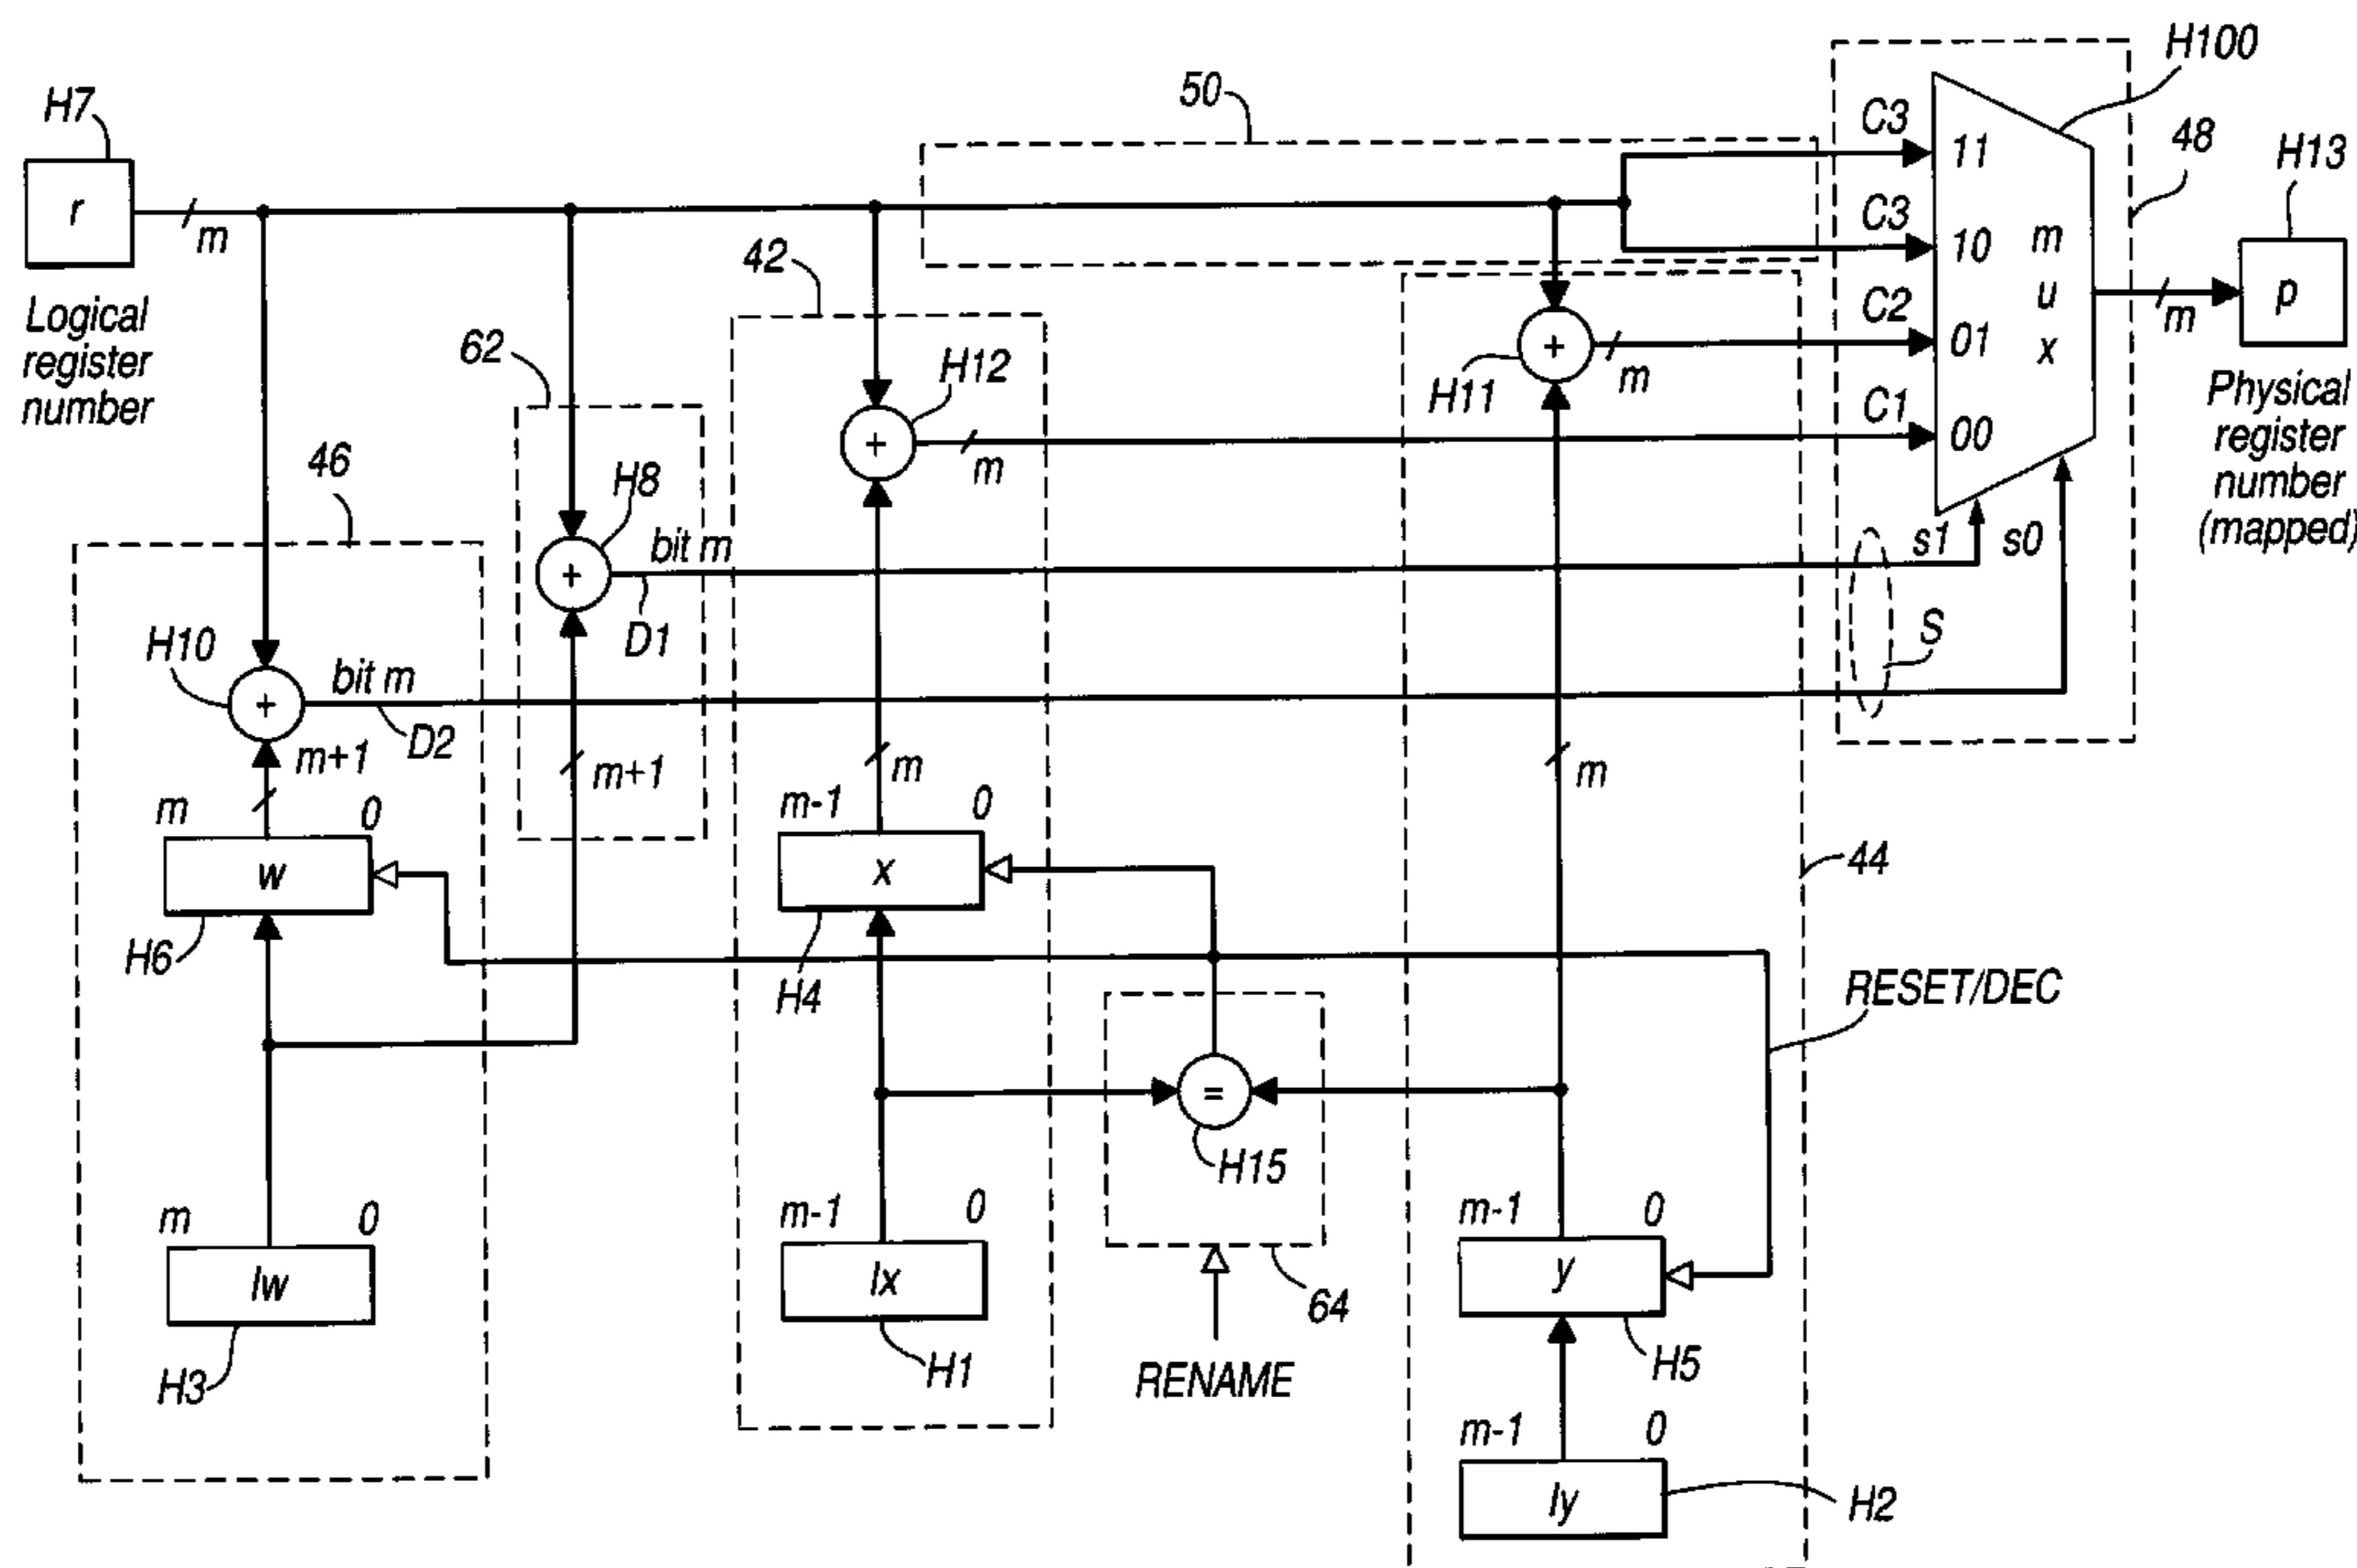 H100
50
H7
C3
11
48
H13
r
m
C3
10
m
u
x
p
m
42
C2
01
Logical
register
number
62
H12
+
H11
m
Physical
register
number
(mapped)
C1
00
+
m
46
H8
bit m
s1
s0
+
D1
S
H10
bit m
+
D2
m+1
m+1
m
m
m
0
m-1
0
w
x
44
H6
H4
RESET/DEC
=
H15
m
0
m-1
0
m-1
0
Iw
Ix
y
64
H3
H1
RENAME
H5
m-1
0
Iy
H2